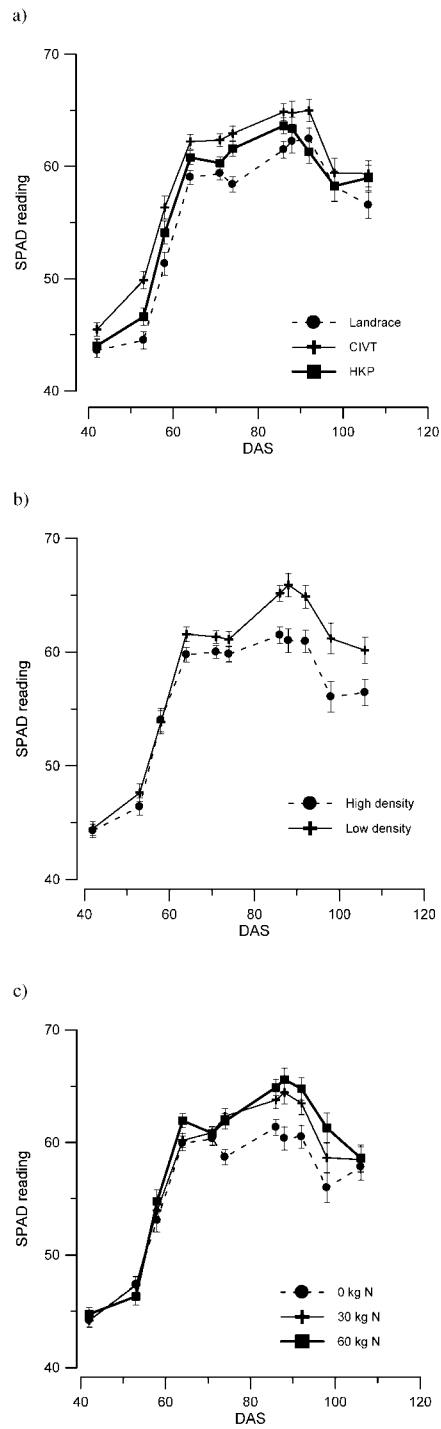 a)
70
60
50
40
SPAD reading
Landrace
CIVT
HKP
40 60 80 100 120
DAS
b)
70
60
50
40
SPAD reading
High density
Low density
40 60 80 100 120
DAS
c)
70
60
50
40
SPAD reading
0 kg N
30 kg N
60 kg N
40 60 80 100 120
DAS